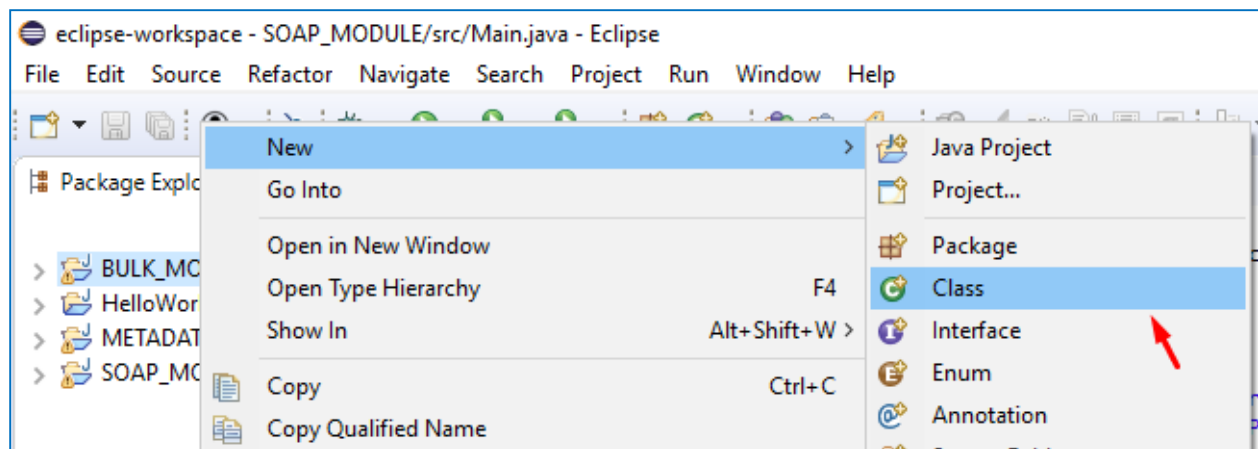 eclipse-workspace - SOAP_MODULE/src/Main.java - Eclipse
File Edit Source Refactor Navigate Search Project Run Window Help
Package Explo
BULK_MO
HelloWor
METADAT
SOAP_MO
New
Go Into
Open in New Window
Open Type Hierarchy F4
Show In Alt+Shift+W
Copy Ctrl+C
Copy Qualified Name
Java Project
Project...
Package
Class
Interface
Enum
Annotation